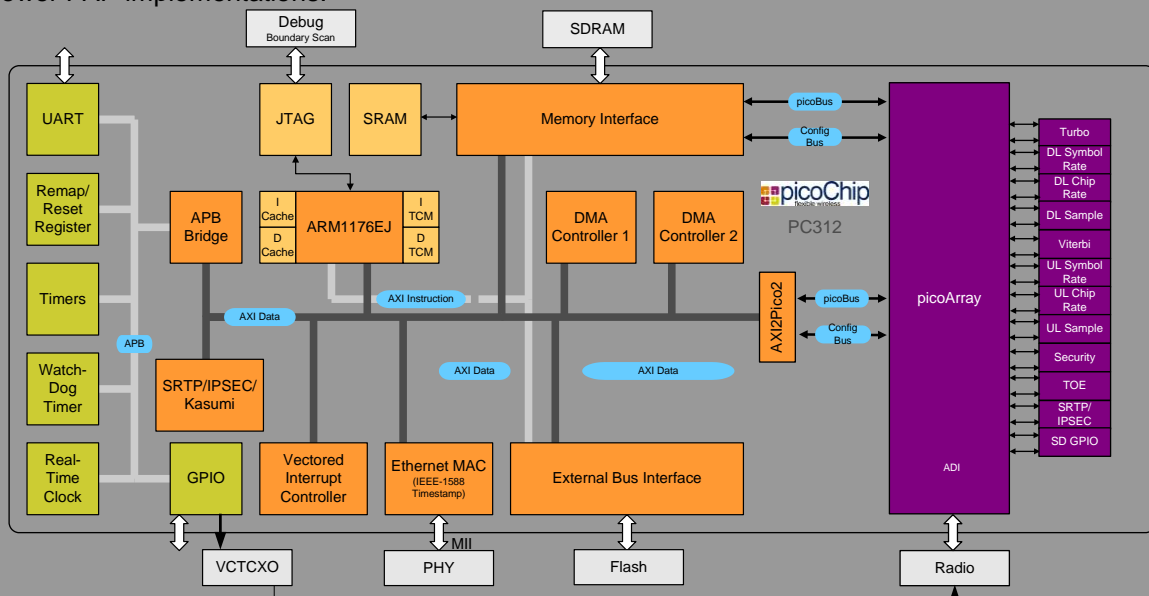 Debug
Boundary Scan
SDRAM
UART
JTAG
SRAM
Memory Interface
picoBus
Config
Bus
Remap/
Reset
Register
APB
Bridge
I
Cache
D
Cache
ARM1176EJ
I
TCM
D
TCM
DMA
Controller 1
DMA
Controller 2
picoChip
flexible wireless
PC312
Timers
AXI Instruction
AXI Data
APB
AXI2Pico2
picoBus
Config
Bus
picoArray
Turbo
DL Symbol
Rate
DL Chip
Rate
DL Sample
Viterbi
UL Symbol
Rate
UL Chip
Rate
UL Sample
Security
TOE
SRTP/
IPSEC
SD GPIO
Watch-
Dog
Timer
SRTP/IPSEC/
Kasumi
AXI Data
AXI Data
Real-
Time
Clock
GPIO
Vectored
Interrupt
Controller
Ethernet MAC
(IEEE-1588
Timestamp)
External Bus Interface
ADI
MII
VCTCXO
PHY
Flash
Radio